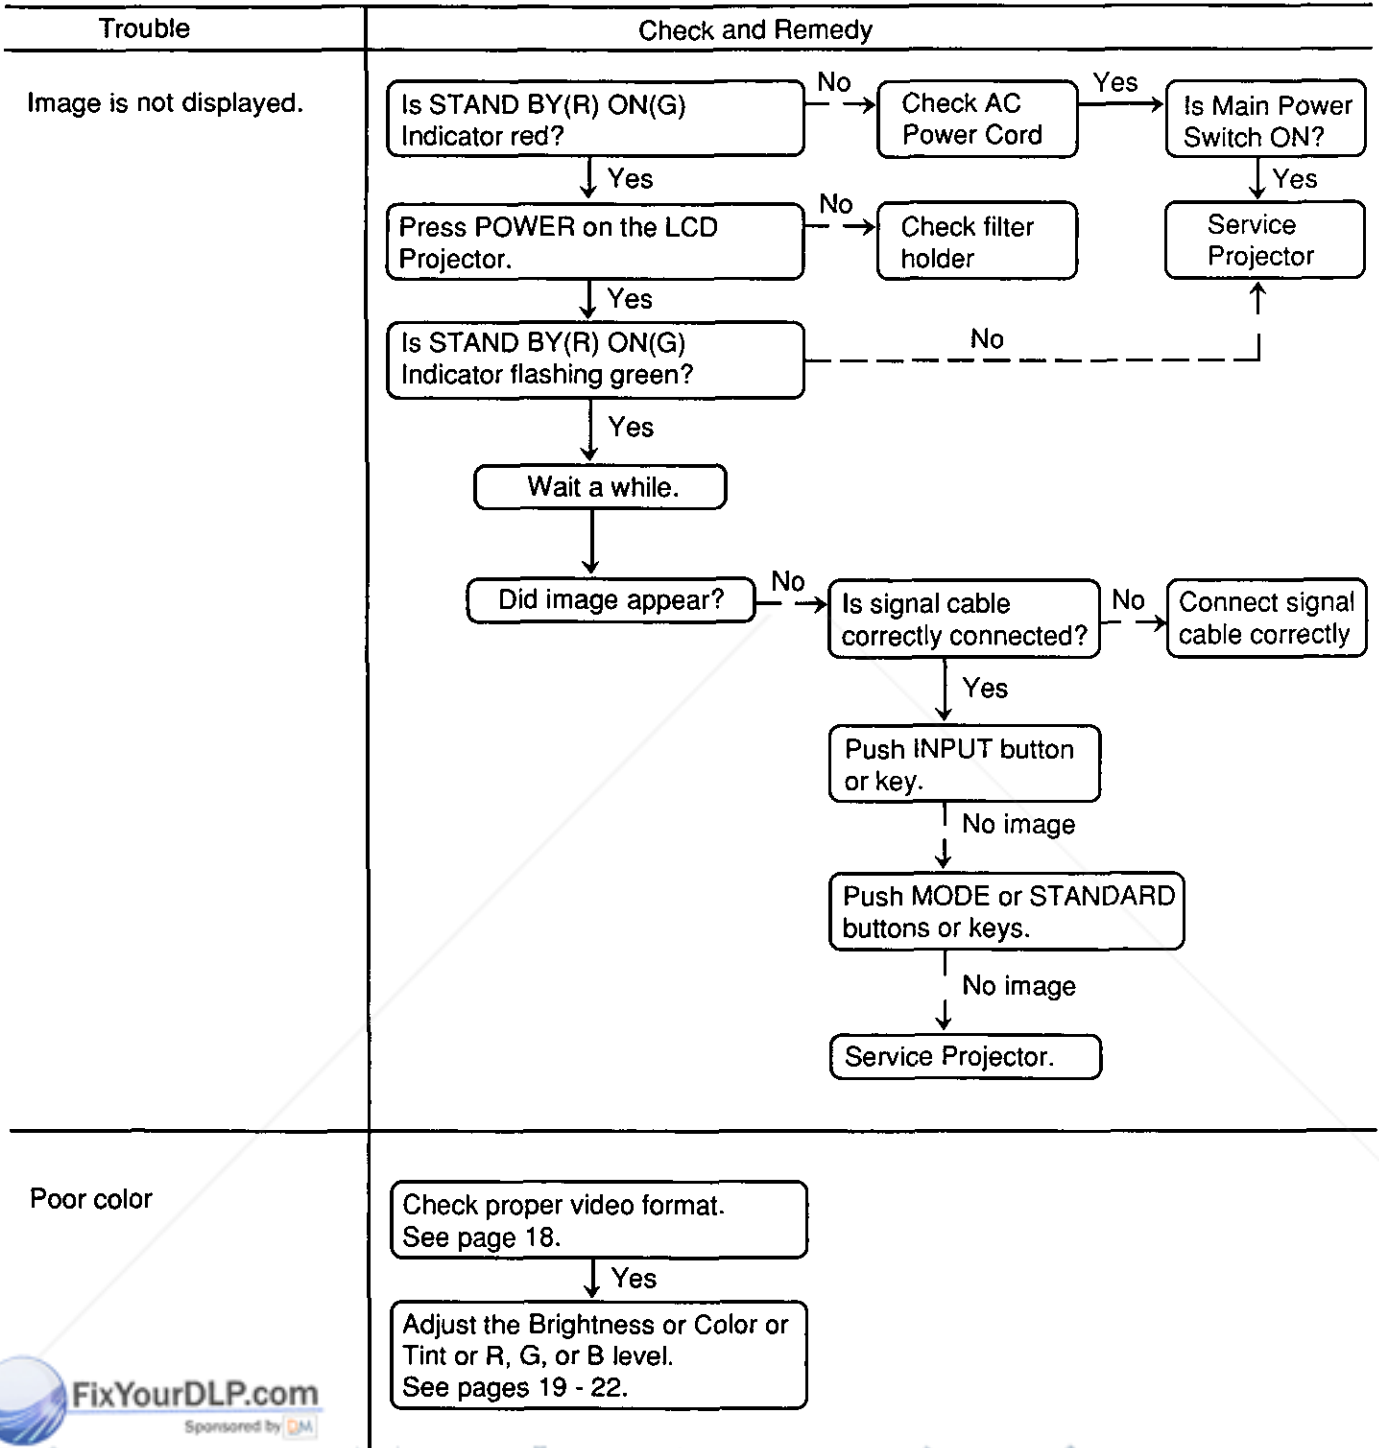 Trouble
Check and Remedy
Image is not displayed.
Is STAND BY(R) ON(G)
Indicator red?
No
Check AC
Power Cord
Yes
Is Main Power
Switch ON?
Yes
Yes
Press POWER on the LCD
Projector.
No
Check filter
holder
Service
Projector
Yes
Is STAND BY(R) ON(G)
Indicator flashing green?
No
Yes
Wait a while.
Did image appear?
No
Is signal cable
correctly connected?
No
Connect signal
cable correctly
Yes
Push INPUT button
or key.
No image
Push MODE or STANDARD
buttons or keys.
No image
Service Projector.
Poor color
Check proper video format.
See page 18.
Yes
Adjust the Brightness or Color or
Tint or R, G, or B level.
See pages 19 - 22.
FixYourDLP.com
Sponsored by DM